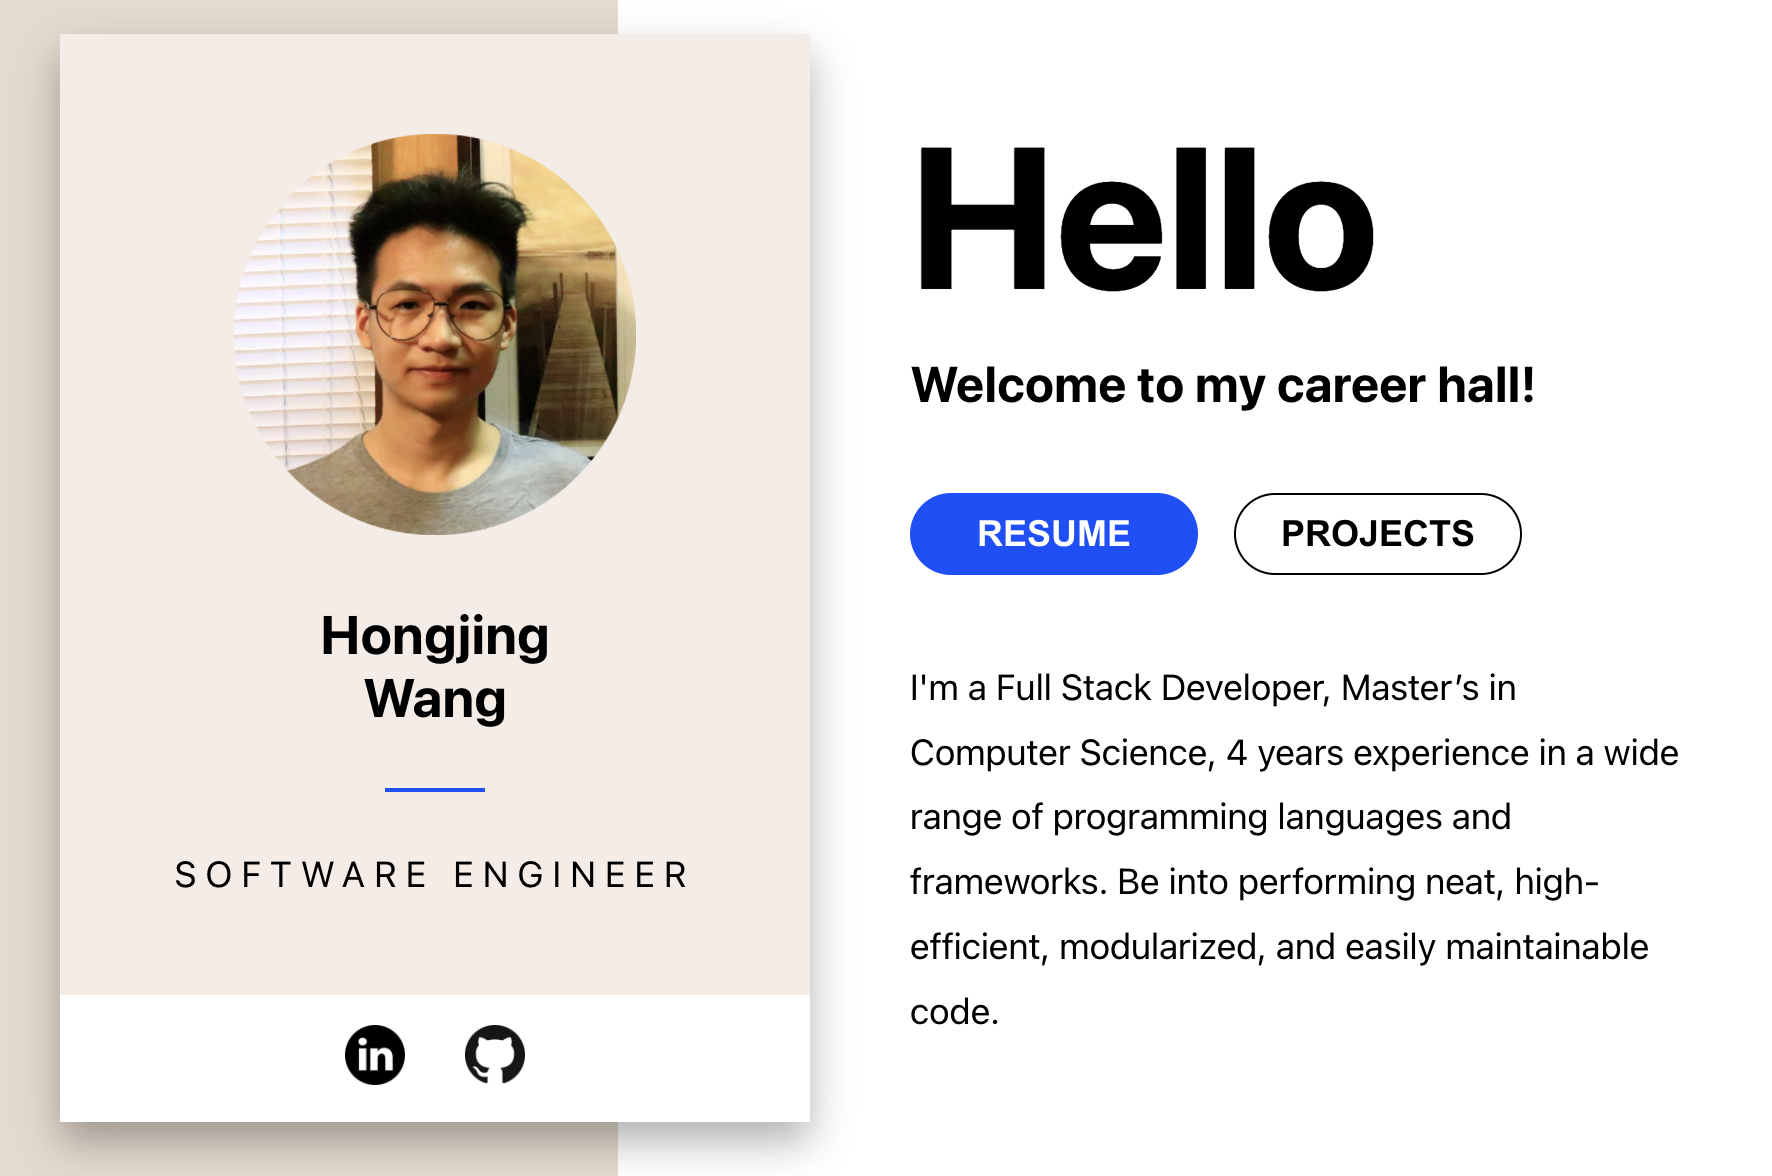 Hongjing
Wang
SOFTWARE ENGINEER
in
Hello
Welcome to my career hall!
RESUME
PROJECTS
I'm a Full Stack Developer, Master’s in
Computer Science, 4 years experience in a wide
range of programming languages and
frameworks. Be into performing neat, high-
efficient, modularized, and easily maintainable
code.